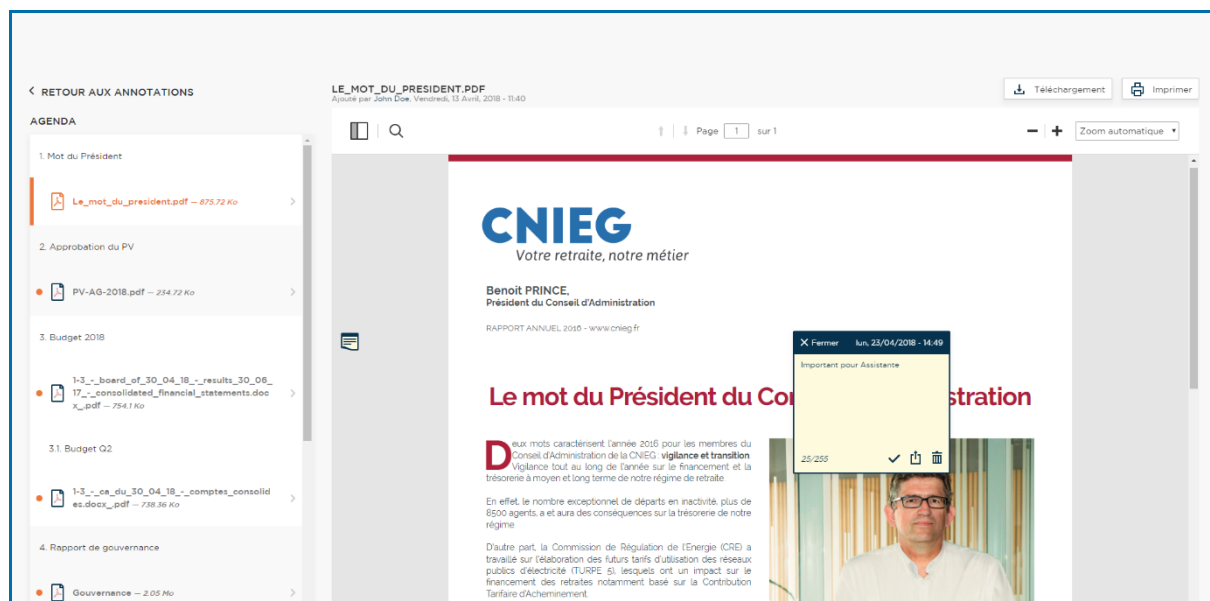 RETOUR AUX ANNOTATIONS
AGENDA
1. Mot du Président
Le_mot_du_president.pdf – 875.72 Ko
2. Approbation du PV
PV-AG-2018.pdf – 234.72 Ko
3. Budget 2018
1-3_-_board_of_30_04_18_-_results_30_06_
17_-_consolidated_financial_statements.doc
x_.pdf – 754.1 Ko
3.1. Budget Q2
1-3_-_ca_du_30_04_18_-_comptes_consolid
es.docx_.pdf – 738.36 Ko
4. Rapport de gouvernance
Gouvernance – 2.05 Mo
LE_MOT_DU_PRESIDENT.PDF
Ajouté par John Doe, Vendredi, 13 Avril, 2018 - 11:40
Téléchargement
Imprimer
Page 1 sur 1
Zoom automatique
CNIEG
Votre retraite, notre métier
Benoit PRINCE,
Président du Conseil d'Administration
RAPPORT ANNUEL 2016 - www.cnieg.fr
Fermer lun, 23/04/2018 - 14:49
Important pour Assistante
25/255
Le mot du Président du Co stration
Deux mots caractérisent l'année 2016 pour les membres du
Conseil d'Administration de la CNIEG : vigilance et transition
Vigilance tout au long de l'année sur le financement et la
trésorerie à moyen et long terme de notre régime de retraite
En effet, le nombre exceptionnel de départs en inactivité, plus de
8500 agents, a et aura des conséquences sur la trésorerie de notre
régime.
D'autre part, la Commission de Régulation de l'Energie (CRE) a
travaillé sur l'élaboration des futurs tarifs d'utilisation des réseaux
publics d'électricité (TURPE 5), lesquels ont un impact sur le
financement des retraites notamment basé sur la Contribution
Tarifaire d'Acheminement.